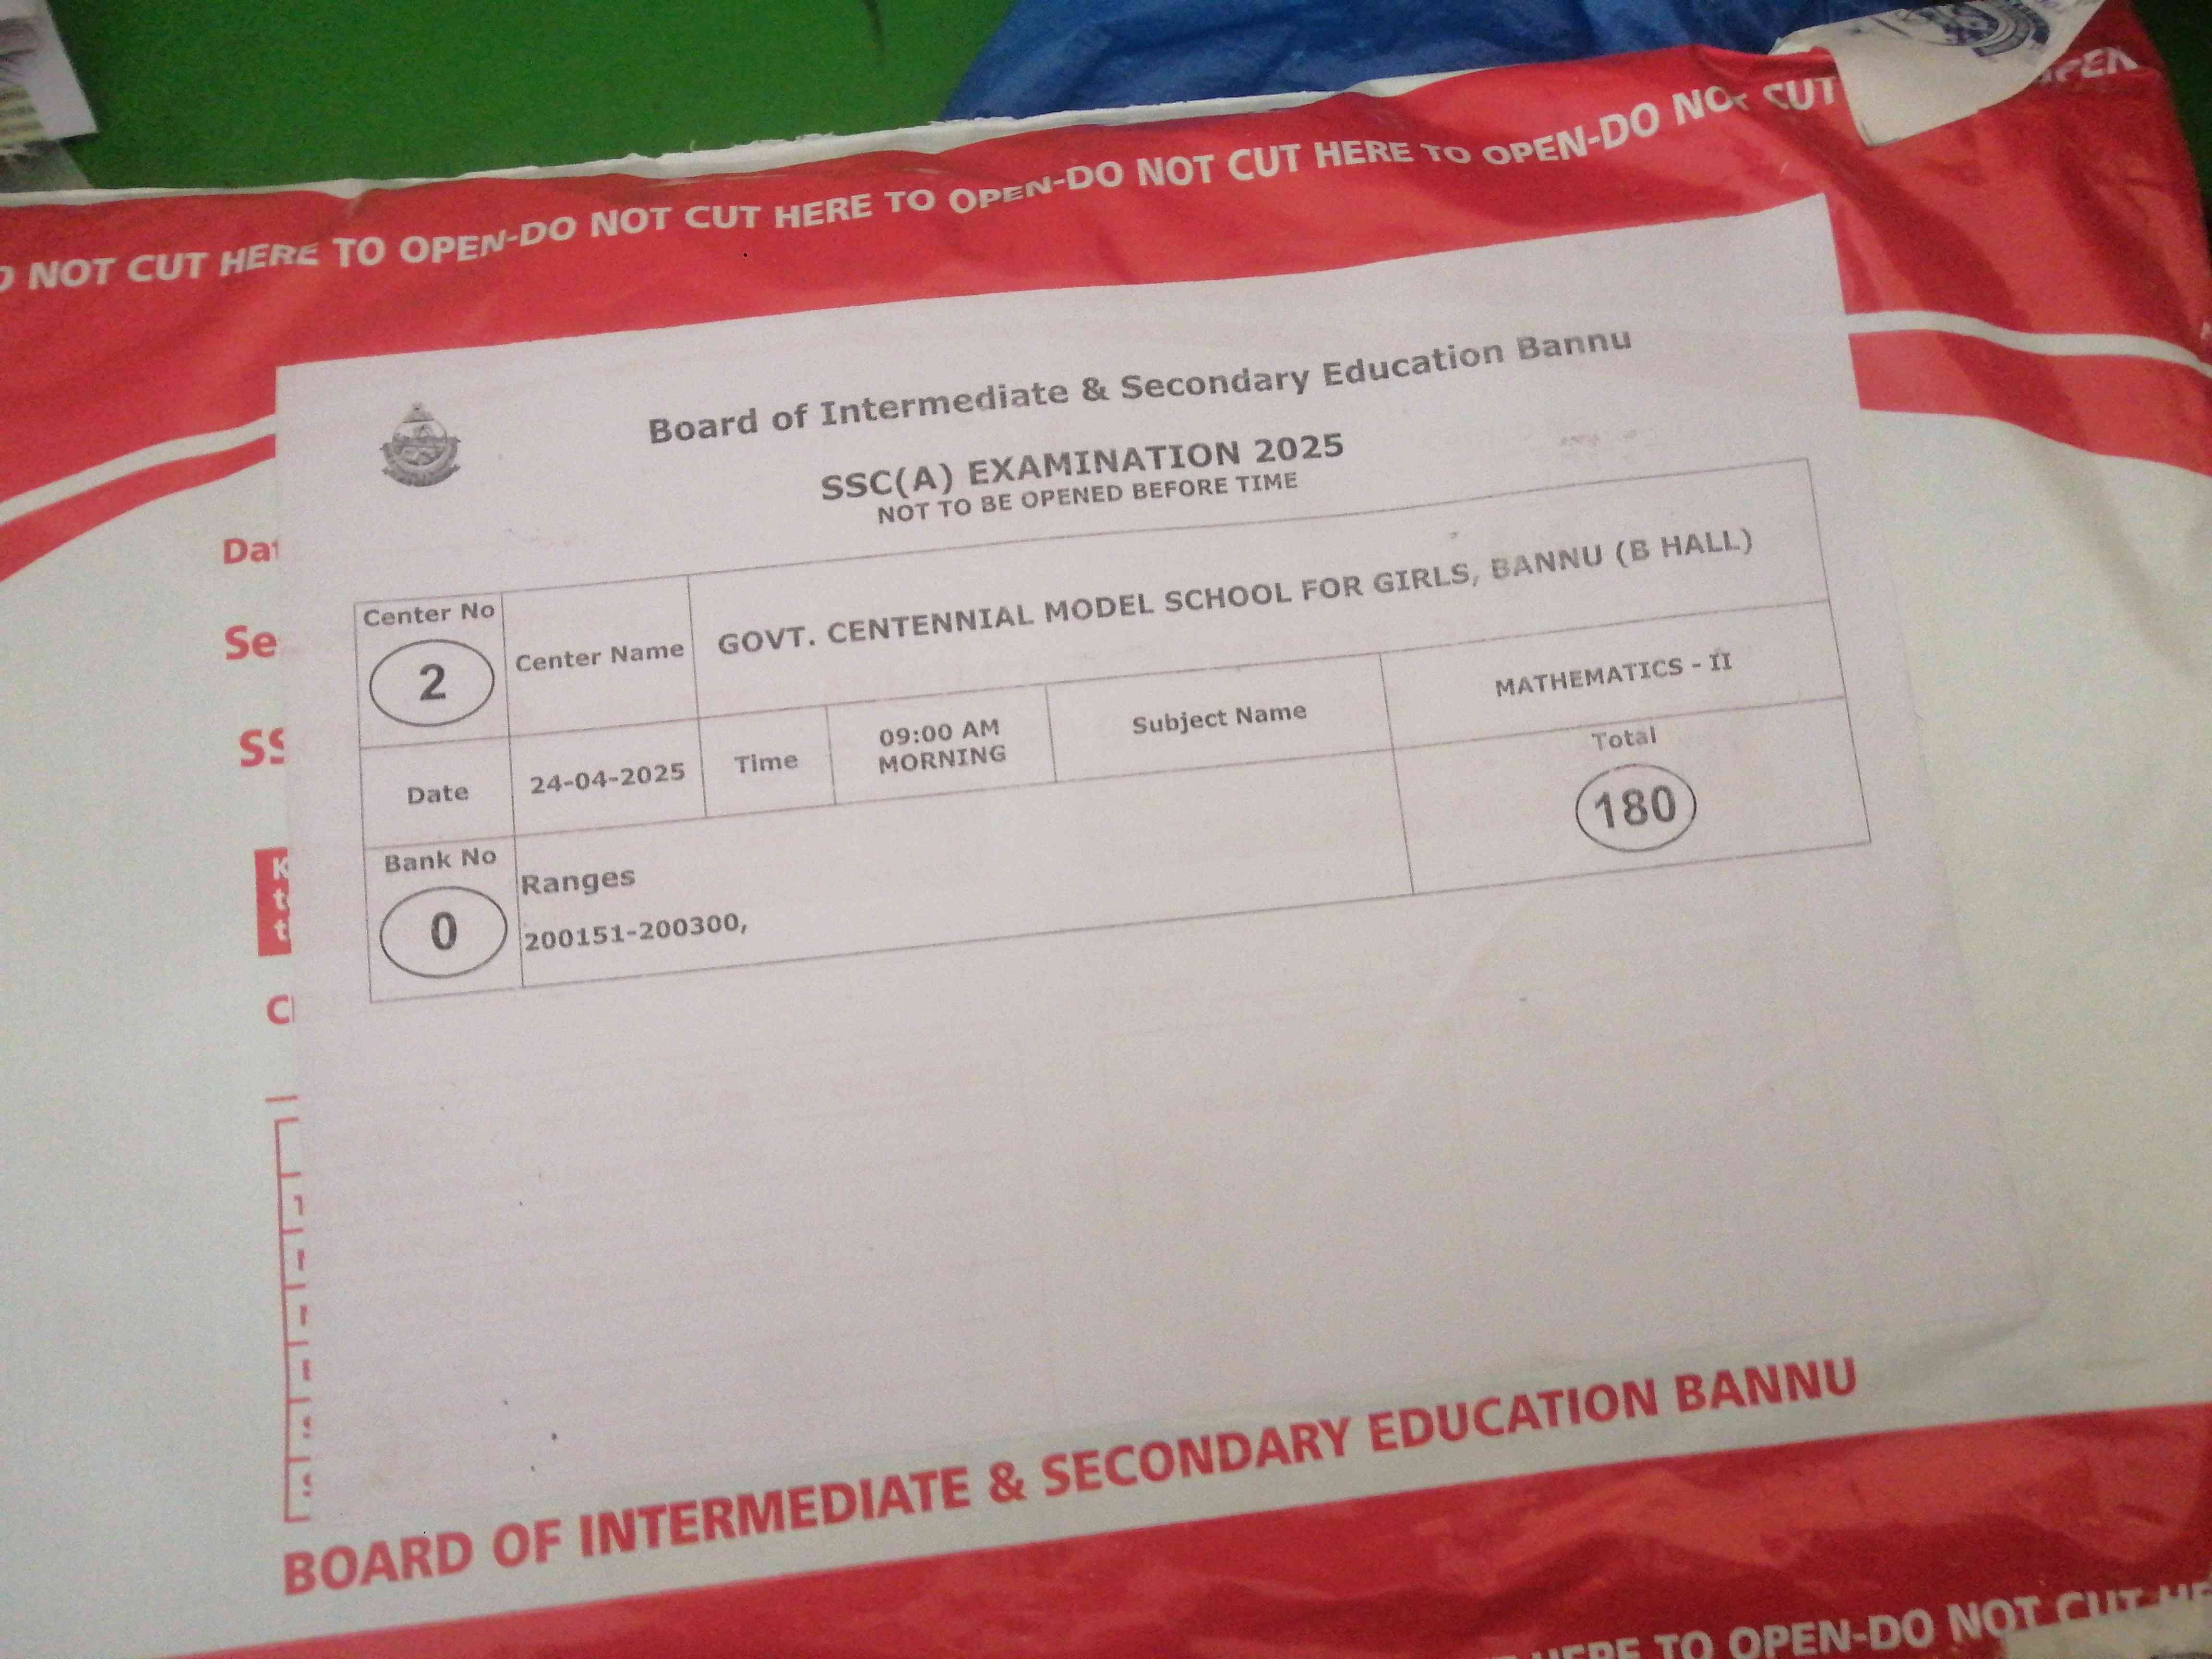 NOT CUT HERE TO OPEN-DO NOT CUT HERE TO OPEN-DO NOT CUT HERE TO OPEN-DO NOT CUT
OPEN
Board of Intermediate & Secondary Education Bannu
SSC(A) EXAMINATION 2025
NOT TO BE OPENED BEFORE TIME
Center No
2
Center Name
GOVT. CENTENNIAL MODEL SCHOOL FOR GIRLS, BANNU (B HALL)
Date
24-04-2025
Time
09:00 AM
MORNING
Subject Name
MATHEMATICS - II
Bank No
0
Ranges
200151-200300,
Total
180
BOARD OF INTERMEDIATE & SECONDARY EDUCATION BANNU
HERE TO OPEN-DO NOT CUT